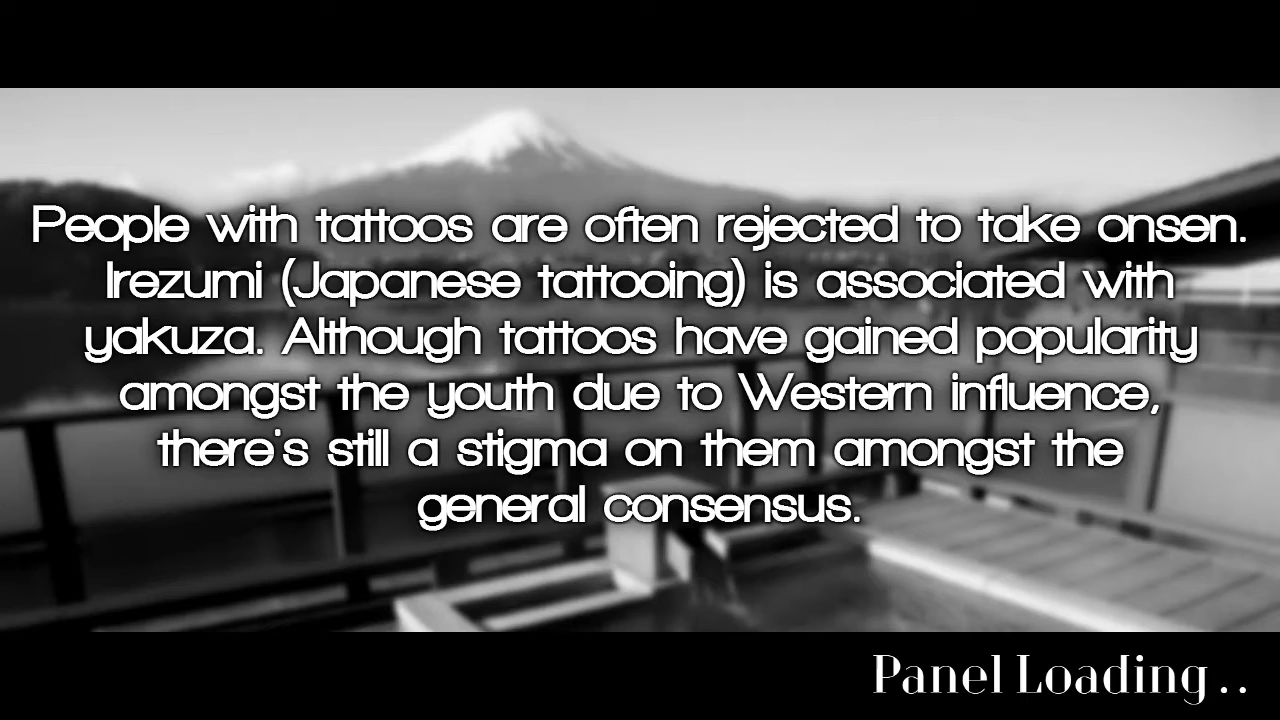 People with tattoos are often rejected to take onsen.
Irezumi (Japanese tattooing) is associated with
yakuza. Although tattoos have gained popularity
amongst the youth due to Western influence,
there's still a stigma on them amongst the
general consensus.
Panel Loading . .